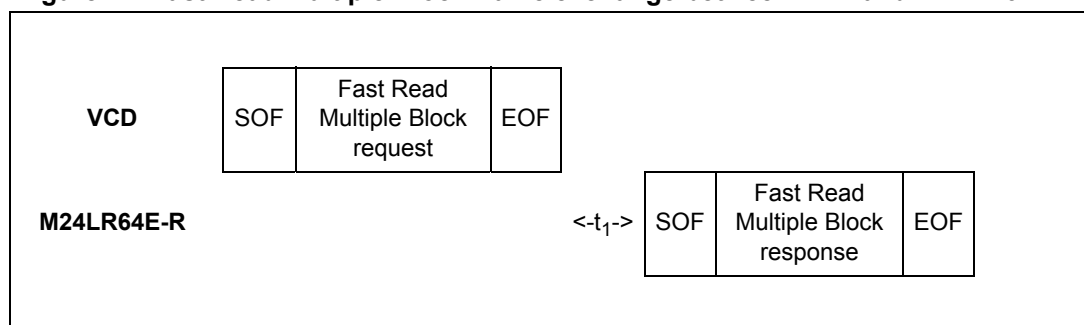 VCD
SOF
Fast Read
Multiple Block
request
EOF
M24LR64E-R
<-t1->
SOF
Fast Read
Multiple Block
response
EOF